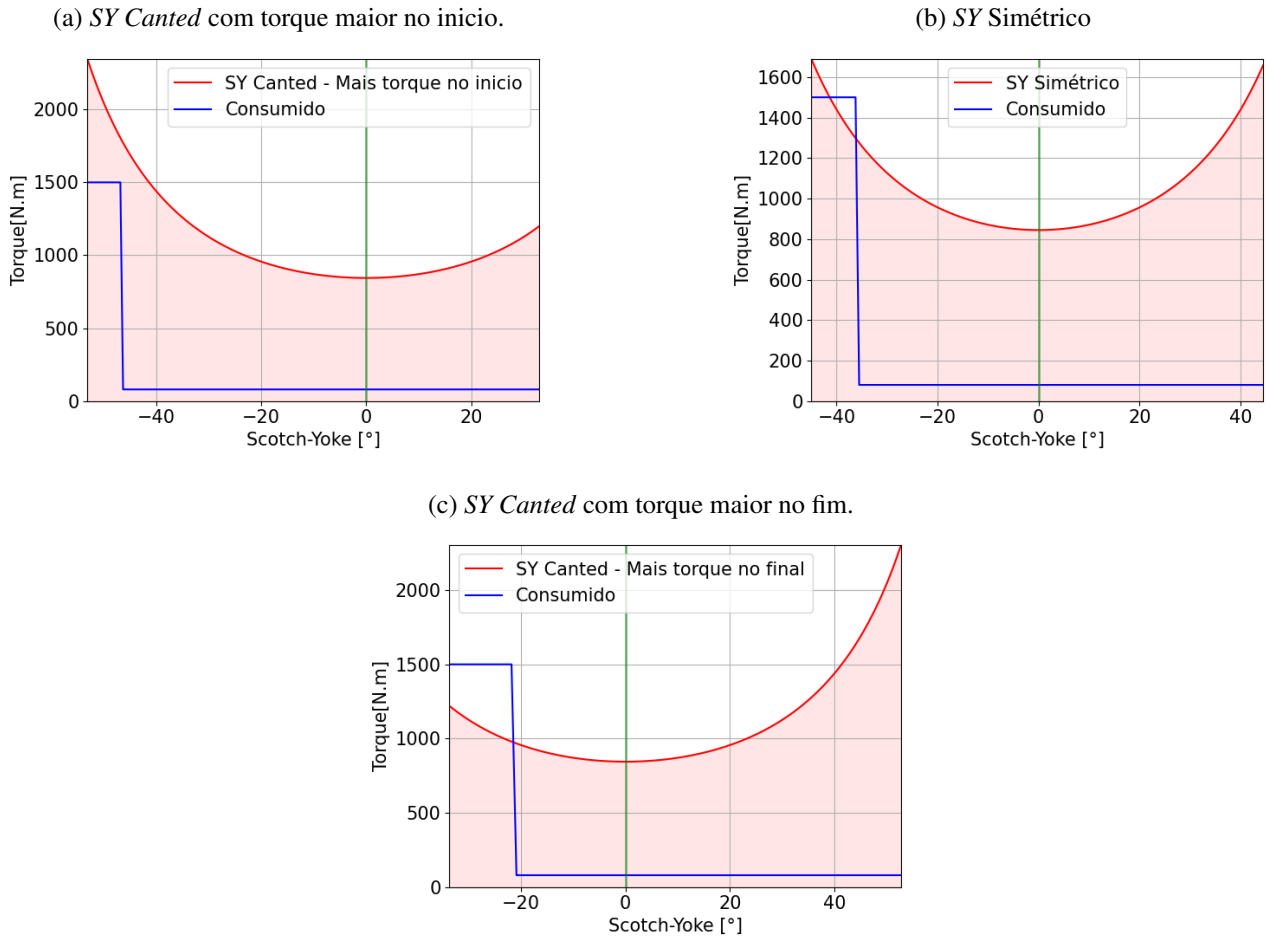 (a) SY Canted com torque maior no inicio.
SY Canted - Mais torque no inicio
Consumido
Torque[N.m]
2000
1500
1000
500
0
−40 −20 0 20
Scotch-Yoke [°]
(b) SY Simétrico
SY Simétrico
Consumido
Torque[N.m]
1600
1400
1200
1000
800
600
400
200
0
−40 −20 0 20 40
Scotch-Yoke [°]
(c) SY Canted com torque maior no fim.
SY Canted - Mais torque no final
Consumido
Torque[N.m]
2000
1500
1000
500
0
−20 0 20 40
Scotch-Yoke [°]